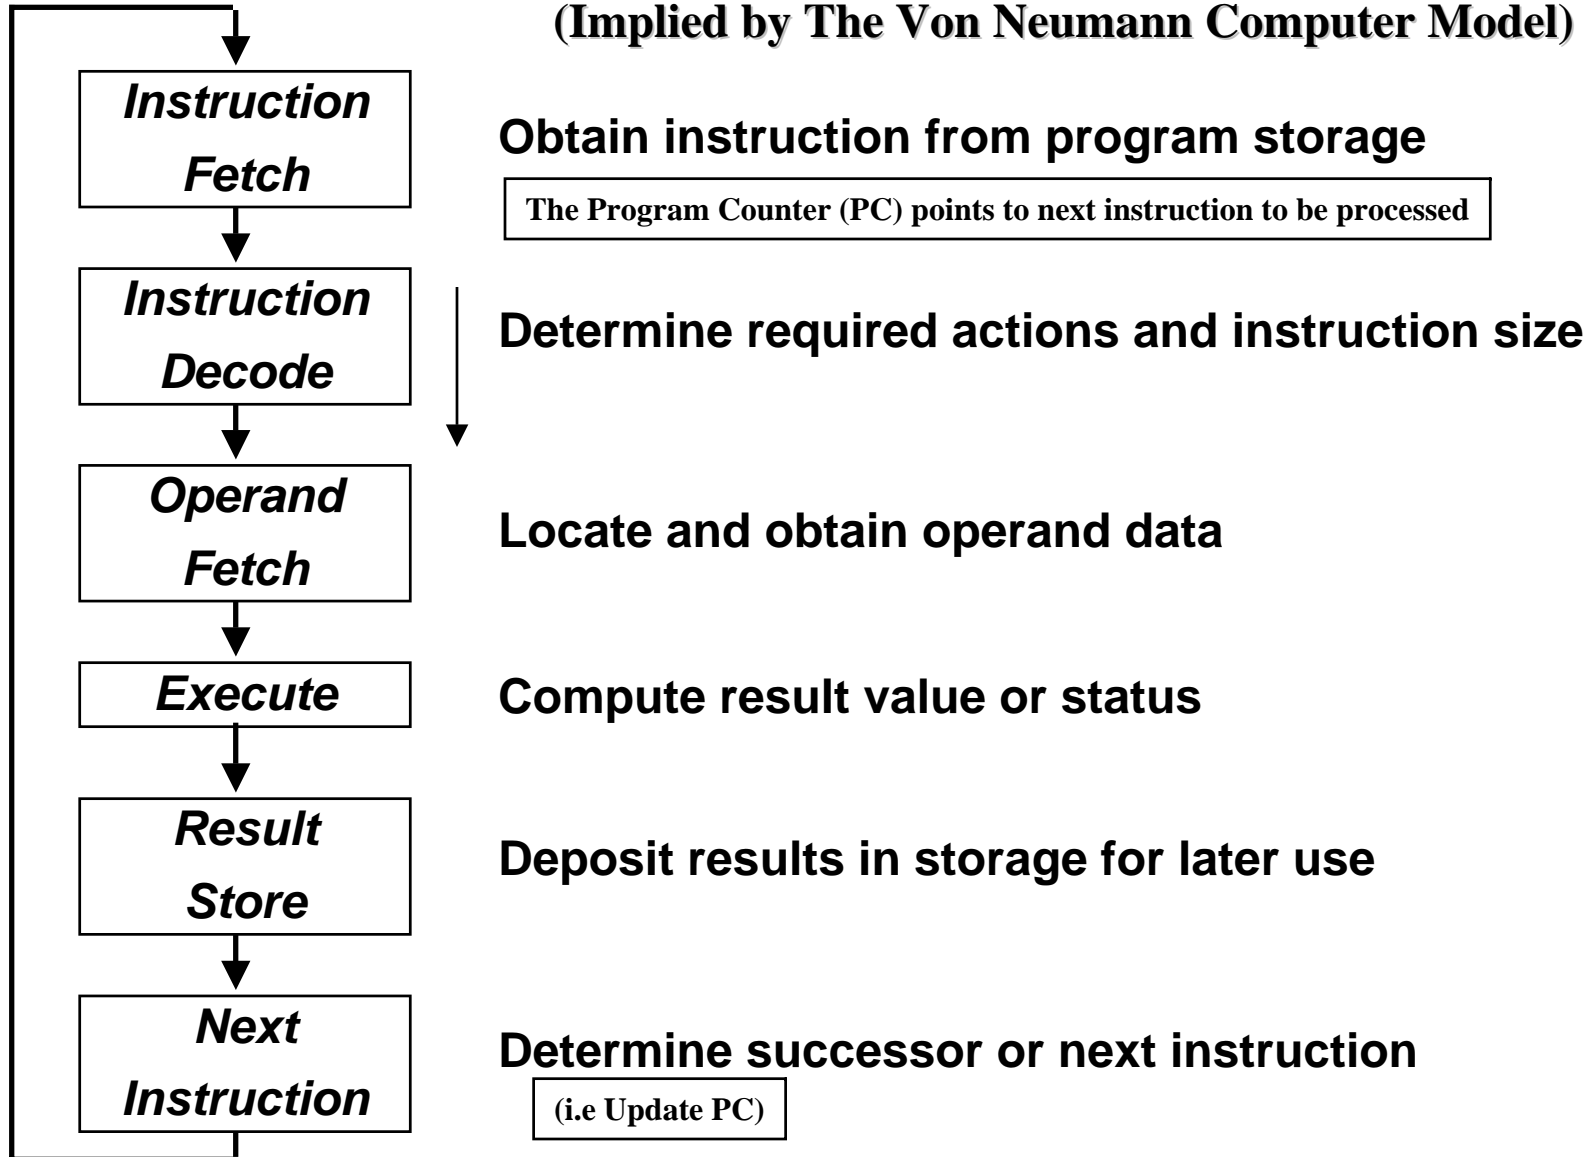 (Implied by The Von Neumann Computer Model)
Instruction
Fetch
Obtain instruction from program storage
The Program Counter (PC) points to next instruction to be processed
Instruction
Decode
Determine required actions and instruction size
Operand
Fetch
Locate and obtain operand data
Execute
Compute result value or status
Result
Store
Deposit results in storage for later use
Next
Instruction
Determine successor or next instruction
(i.e Update PC)